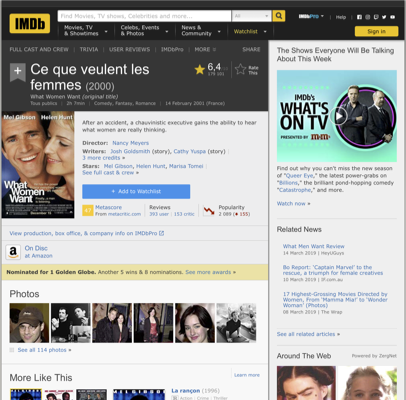 IMDb
Find Movies, TV shows, Celebrities and more...
All
IMDbPro
Help
Movies, TV
& Showtimes
Celebs, Events
& Photos
News &
Community
Watchlist
Sign in
FULL CAST AND CREW | TRIVIA | USER REVIEWS | IMDbPro | MORE
SHARE
Ce que veulent les
femmes (2000)
What Women Want (original title)
Tous publics | 2h 7min | Comedy, Fantasy, Romance | 14 February 2001 (France)
6,4
Rate
This
Mel Gibson Helen Hunt
What
Women
Want
After an accident, a chauvinistic executive gains the ability to
hear what women are really thinking.
Director: Nancy Meyers
Writers: Josh Goldsmith (story), Cathy Yuspa (story) |
3 more credits »
Stars: Mel Gibson, Helen Hunt, Marisa Tomei |
See full cast & crew »
+ Add to Watchlist
Metascore
From metacritic.com
Reviews
393 user | 153 critic
Popularity
2 089
View production, box office, & company info on IMDbPro
a
On Disc
at Amazon
Nominated for 1 Golden Globe. Another 5 wins & 8 nominations. See more awards »
Photos
See all 114 photos »
More Like This
Learn more
La rançon (1996)
Action | Crime | Thriller
The Shows Everyone Will Be Talking
About This Week
IMDb's
WHAT'S
ON TV
PRESENTED BY
Find out why you can't miss the new season
of "Queer Eye," the latest power-grabs on
"Billions," the brilliant pond-hopping comedy
"Catastrophe," and more.
Watch now »
Related News
What Men Want Review
14 March 2019 | HeyUGuys
Bo Report: 'Captain Marvel' to the
rescue, a triumph for female creatives
10 March 2019 | IF.com.au
17 Highest-Grossing Movies Directed by
Women, From 'Mamma Mia' to 'Wonder
Woman' (Photos)
08 March 2019 | The Wrap
See all related articles »
Around The Web
Powered by ZergNet